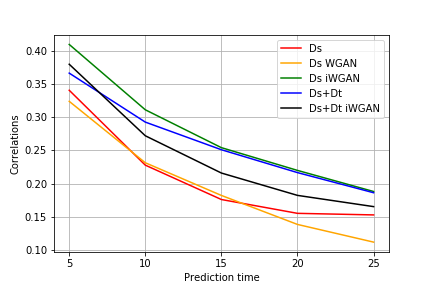 0.40
0.35
0.30
0.25
0.20
0.15
0.10
Correlations
5
10
15
20
25
Prediction time
Ds
Ds WGAN
Ds iWGAN
Ds+Dt
Ds+Dt iWGAN